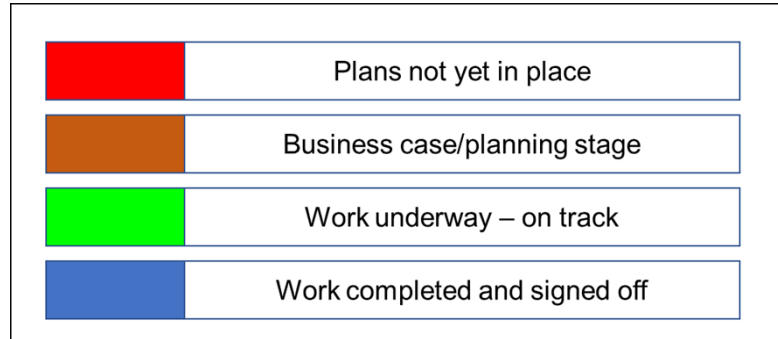 Plans not yet in place
Business case/planning stage
Work underway – on track
Work completed and signed off